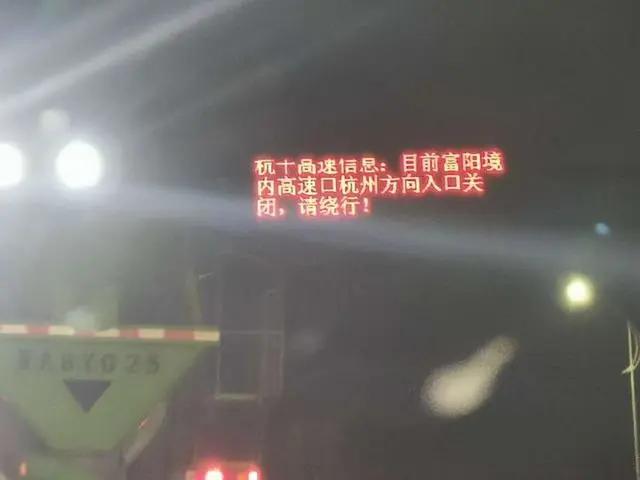 杭千高速信息：目前富阳境
内高速口杭州方向入口关
闭，请绕行！